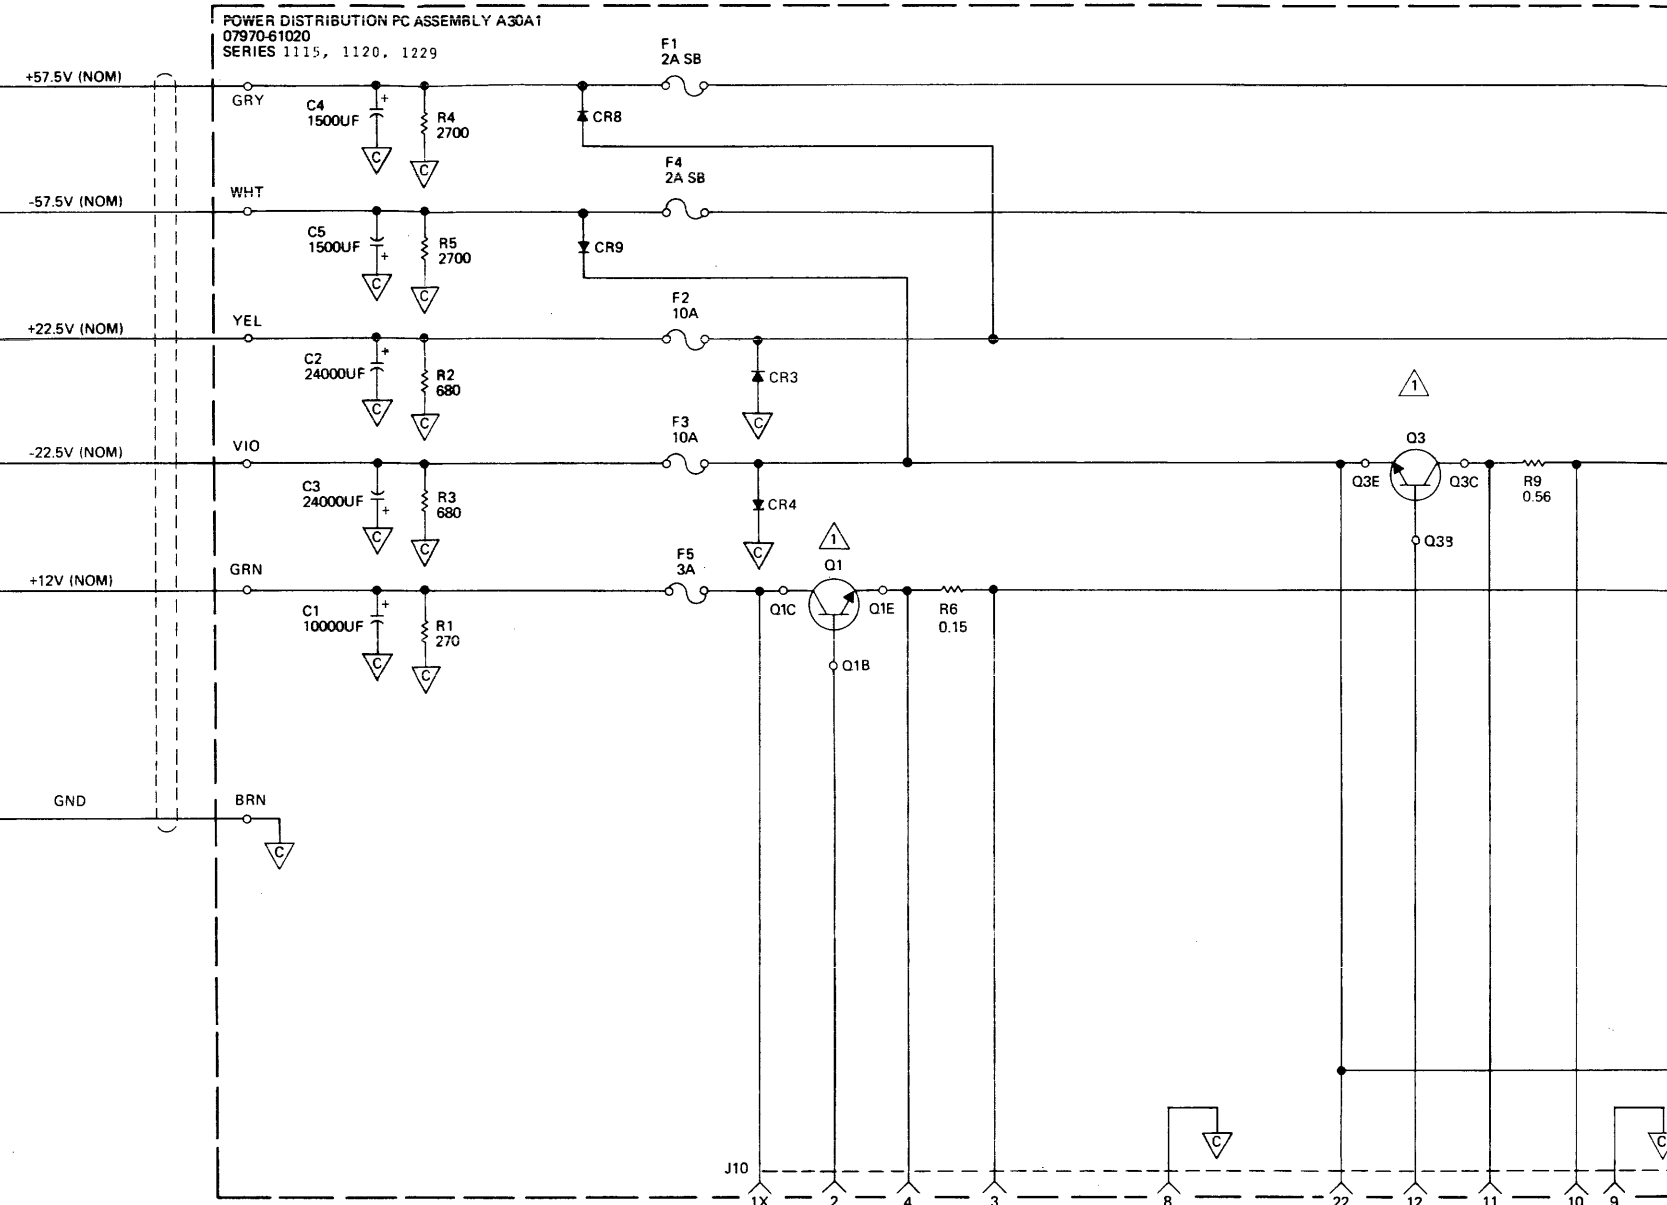 POWER DISTRIBUTION PC ASSEMBLY A30A1
07970-61020
SERIES 1115, 1120, 1229
+57.5V (NOM)
GRY
C4
1500UF
+
C
R4
2700
C
CR8
F1
2A SB
-57.5V (NOM)
WHT
C5
1500UF
+
C
R5
2700
C
CR9
F4
2A SB
+22.5V (NOM)
YEL
C2
24000UF
+
C
R2
680
C
F2
10A
CR3
C
-22.5V (NOM)
VIO
C3
24000UF
+
C
R3
680
C
F3
10A
CR4
C
1
Q3
Q3E
Q3C
Q3B
R9
0.56
+12V (NOM)
GRN
C1
10000UF
+
C
R1
270
C
F5
3A
1
Q1
Q1C
Q1E
Q1B
R6
0.15
GND
BRN
C
C
C
J10
1X
2
4
3
8
22
12
11
10
9